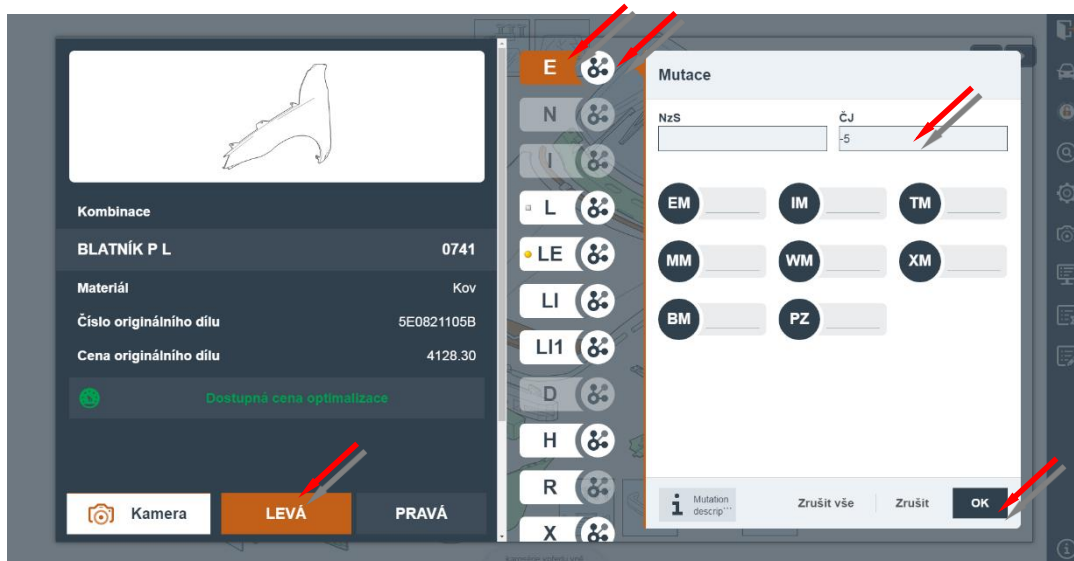 Kombinace
BLATNÍK P L 0741
Materiál Kov
Číslo originálního dílu 5E0821105B
Cena originálního dílu 4128.30
Dostupná cena optimalizace
Kamera LEVÁ PRAVÁ
E
N
I
L
LE
LI
LI1
D
H
R
X
Mutace
NzS ČJ
-5
EM IM TM
MM WM XM
BM PZ
i Mutation
descrip...
Zrušit vše Zrušit OK